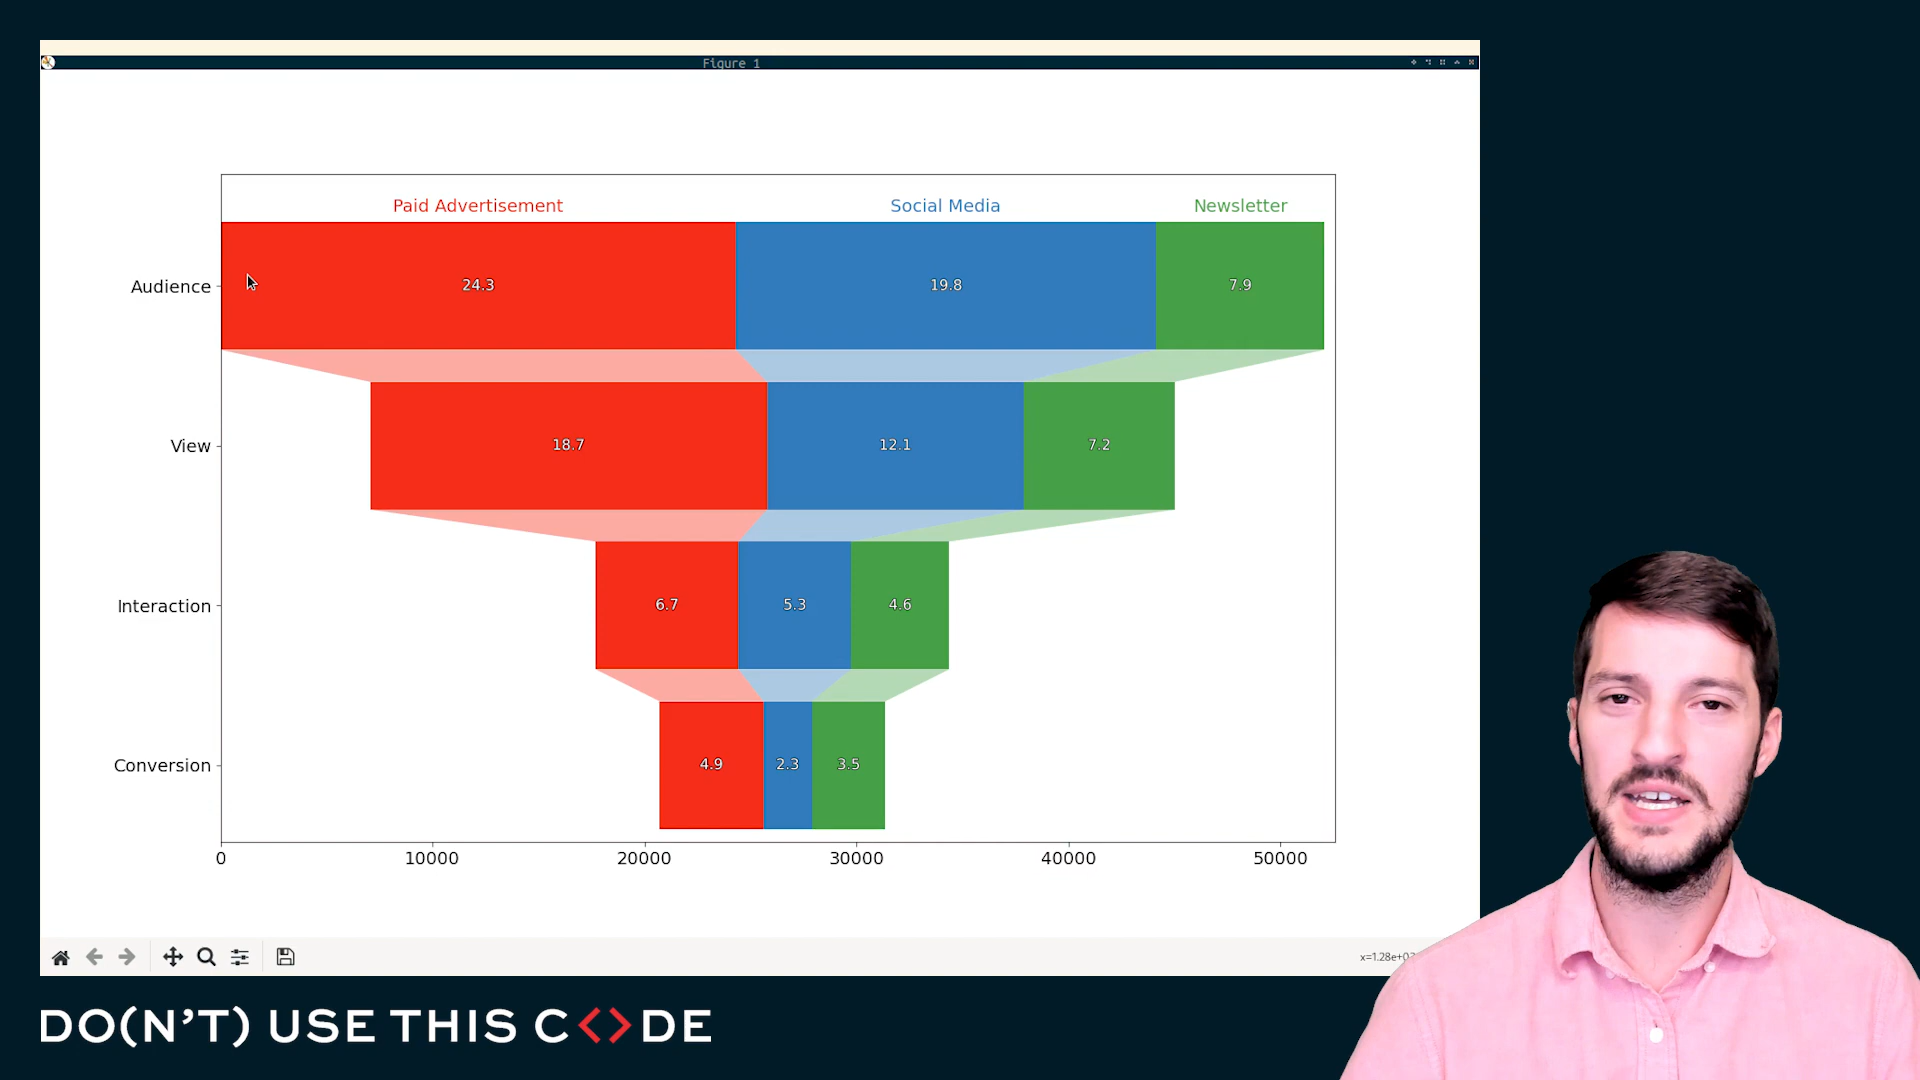 Figure 1
Paid Advertisement Social Media Newsletter
Audience 24.3 19.8 7.9
View 18.7 12.1 7.2
Interaction 6.7 5.3 4.6
Conversion 4.9 2.3 3.5
0 10000 20000 30000 40000 50000
DO(N'T) USE THIS C<>DE